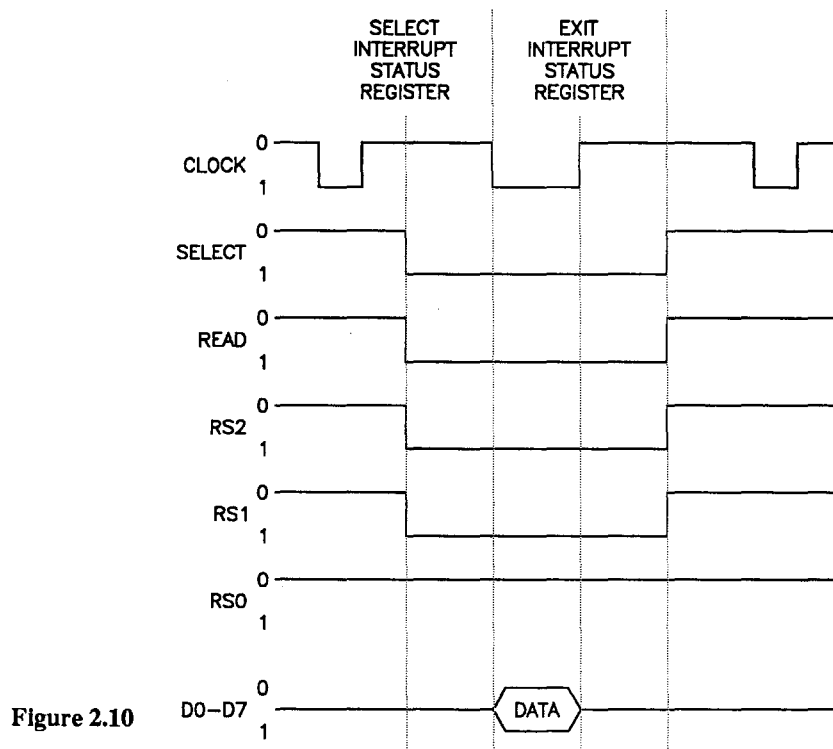 SELECT
INTERRUPT
STATUS
REGISTER
EXIT
INTERRUPT
STATUS
REGISTER
CLOCK
0
1
SELECT
0
1
READ
0
1
RS2
0
1
RS1
0
1
RS0
0
1
Figure 2.10
D0-D7
0
1
DATA